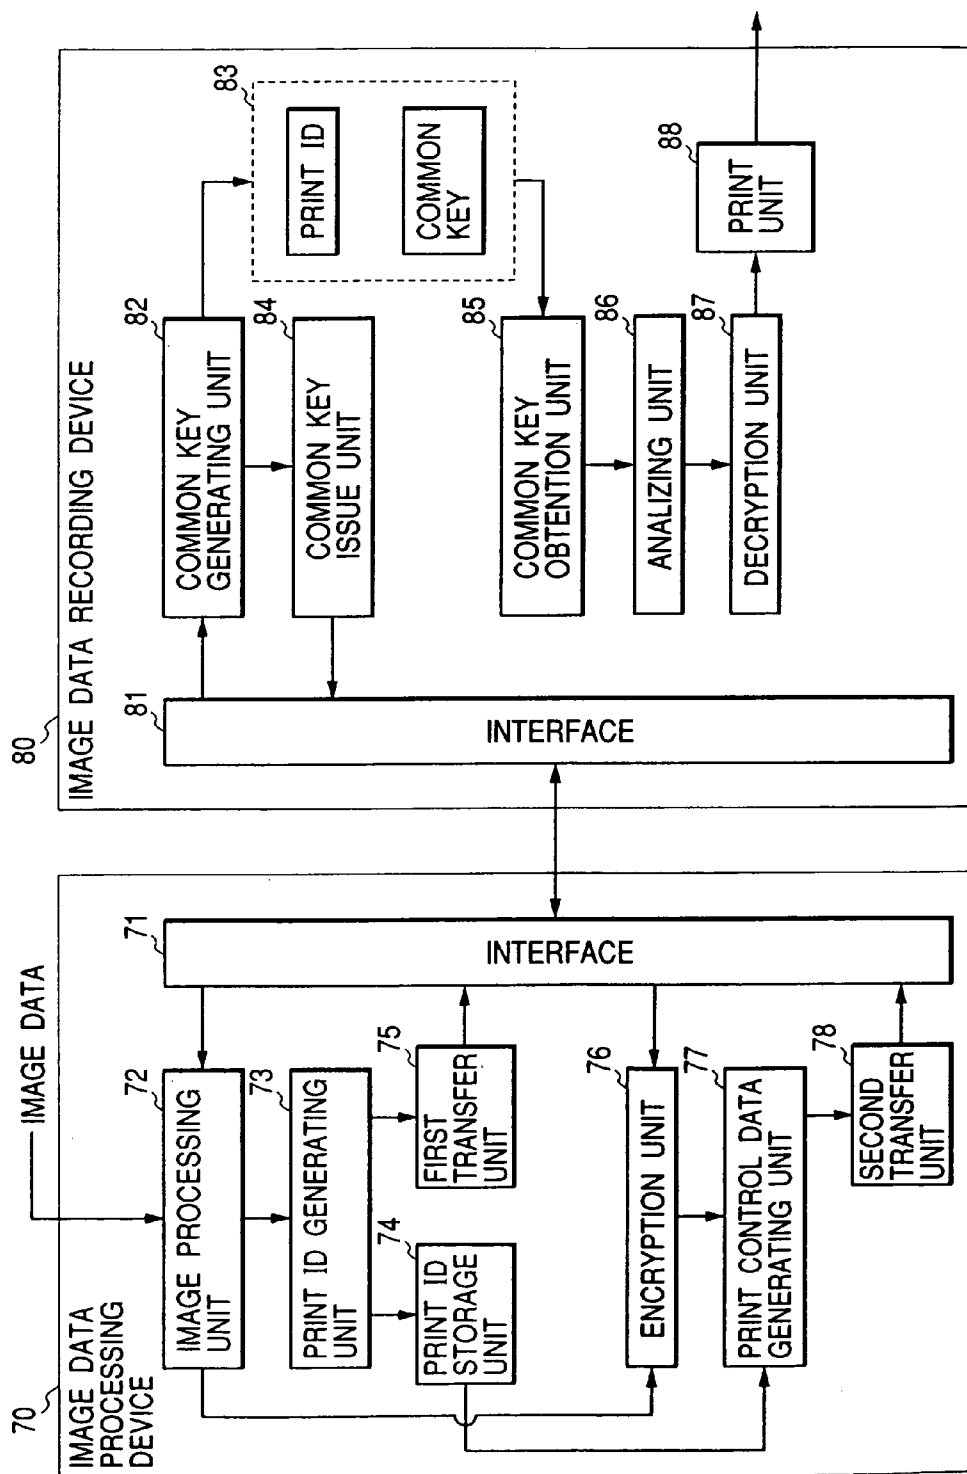 70
IMAGE DATA
PROCESSING
DEVICE
IMAGE DATA
72
IMAGE PROCESSING
UNIT
73
PRINT ID GENERATING
UNIT
74
PRINT ID
STORAGE
UNIT
75
FIRST
TRANSFER
UNIT
76
ENCRYPTION UNIT
77
PRINT CONTROL DATA
GENERATING UNIT
78
SECOND
TRANSFER
UNIT
71
INTERFACE
80
IMAGE DATA RECORDING DEVICE
81
INTERFACE
82
COMMON KEY
GENERATING UNIT
84
COMMON KEY
ISSUE UNIT
83
PRINT ID
COMMON
KEY
85
COMMON KEY
OBTENTION UNIT
86
ANALIZING UNIT
87
DECRYPTION UNIT
88
PRINT
UNIT